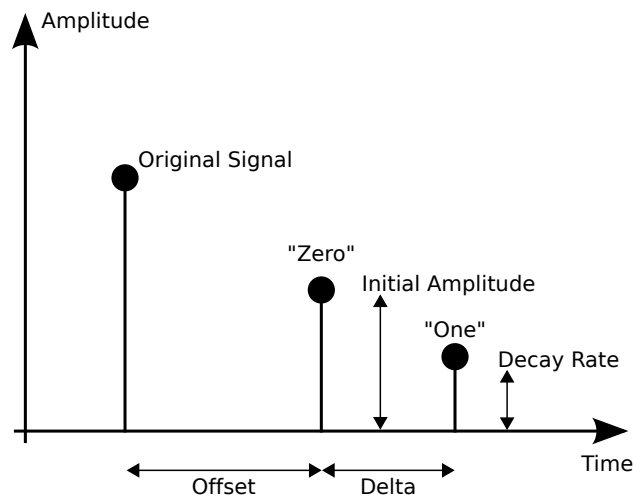 Amplitude
Original Signal
"Zero"
Initial Amplitude
"One"
Decay Rate
Time
Offset
Delta